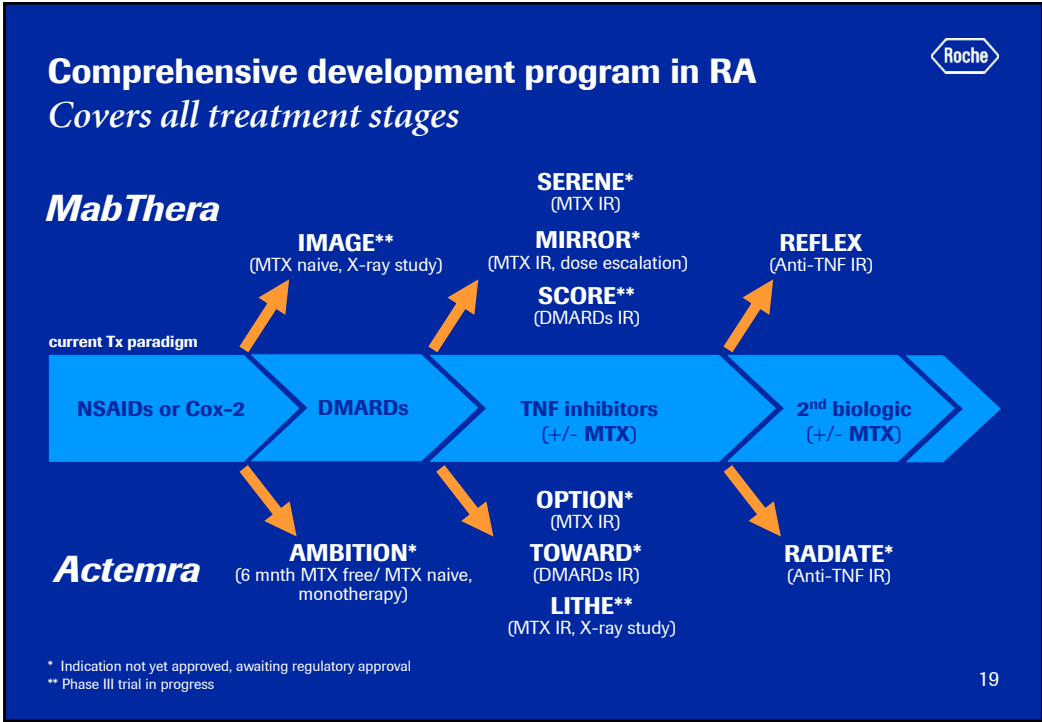 Roche
Comprehensive development program in RA
Covers all treatment stages
MabThera
IMAGE**
(MTX naive, X-ray study)
SERENE*
(MTX IR)
MIRROR*
(MTX IR, dose escalation)
SCORE**
(DMARDs IR)
REFLEX
(Anti-TNF IR)
current Tx paradigm
NSAIDs or Cox-2
DMARDs
TNF inhibitors
(+/- MTX)
2nd biologic
(+/- MTX)
Actemra
AMBITION*
(6 mnth MTX free/ MTX naive,
monotherapy)
OPTION*
(MTX IR)
TOWARD*
(DMARDs IR)
LITHE**
(MTX IR, X-ray study)
RADIATE*
(Anti-TNF IR)
* Indication not yet approved, awaiting regulatory approval
** Phase III trial in progress
19